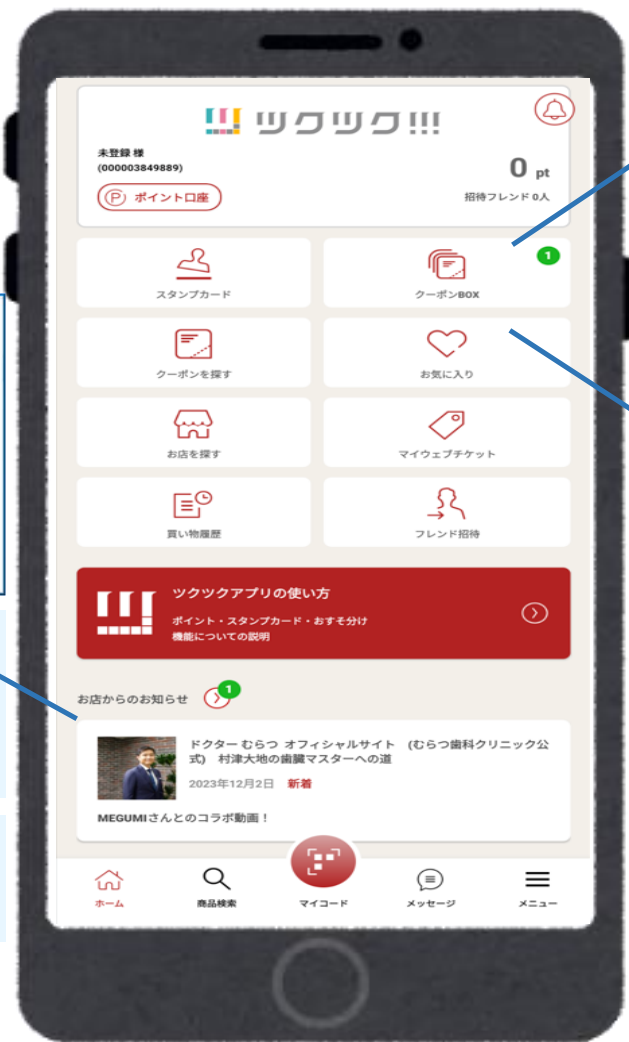 ツクツク!!!
未登録 様
(000003849889)
0 pt
P ポイント口座
招待フレンド 0人
スタンプカード
1
クーポンBOX
クーポンを探す
お気に入り
お店を探す
マイウェブチケット
買い物履歴
フレンド招待
ツクツクアプリの使い方
ポイント・スタンプカード・おすそ分け
機能についての説明
お店からのお知らせ 1
ドクター むらつ オフィシャルサイト (むらつ歯科クリニック公
式) 村津大地の歯臓マスターへの道
2023年12月2日 新着
MEGUMIさんとのコラボ動画！
ホーム
商品検索
マイコード
メッセージ
メニュー